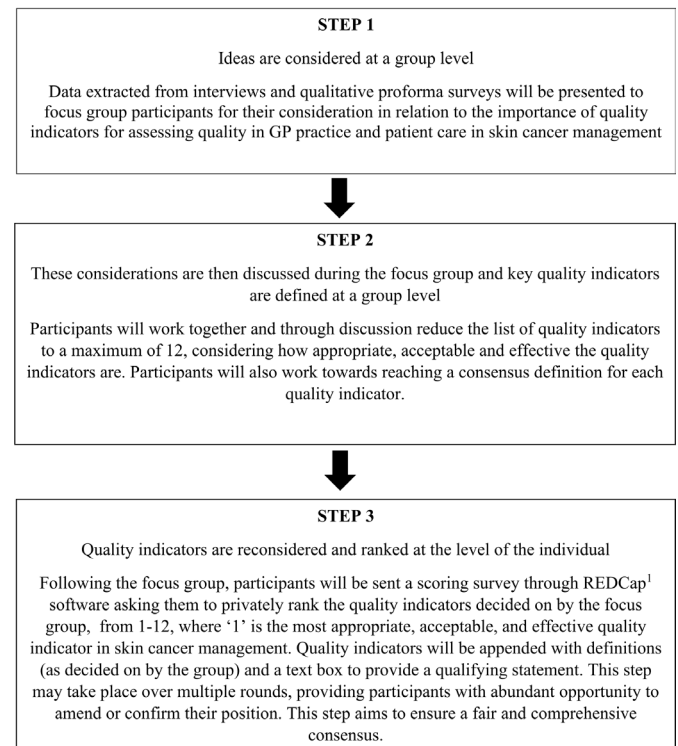 STEP 1
Ideas are considered at a group level
Data extracted from interviews and qualitative proforma surveys will be presented to
focus group participants for their consideration in relation to the importance of quality
indicators for assessing quality in GP practice and patient care in skin cancer management
STEP 2
These considerations are then discussed during the focus group and key quality indicators
are defined at a group level
Participants will work together and through discussion reduce the list of quality indicators
to a maximum of 12, considering how appropriate, acceptable and effective the quality
indicators are. Participants will also work towards reaching a consensus definition for each
quality indicator.
STEP 3
Quality indicators are reconsidered and ranked at the level of the individual
Following the focus group, participants will be sent a scoring survey through REDCap¹
software asking them to privately rank the quality indicators decided on by the focus
group, from 1-12, where ‘1’ is the most appropriate, acceptable, and effective quality
indicator in skin cancer management. Quality indicators will be appended with definitions
(as decided on by the group) and a text box to provide a qualifying statement. This step
may take place over multiple rounds, providing participants with abundant opportunity to
amend or confirm their position. This step aims to ensure a fair and comprehensive
consensus.